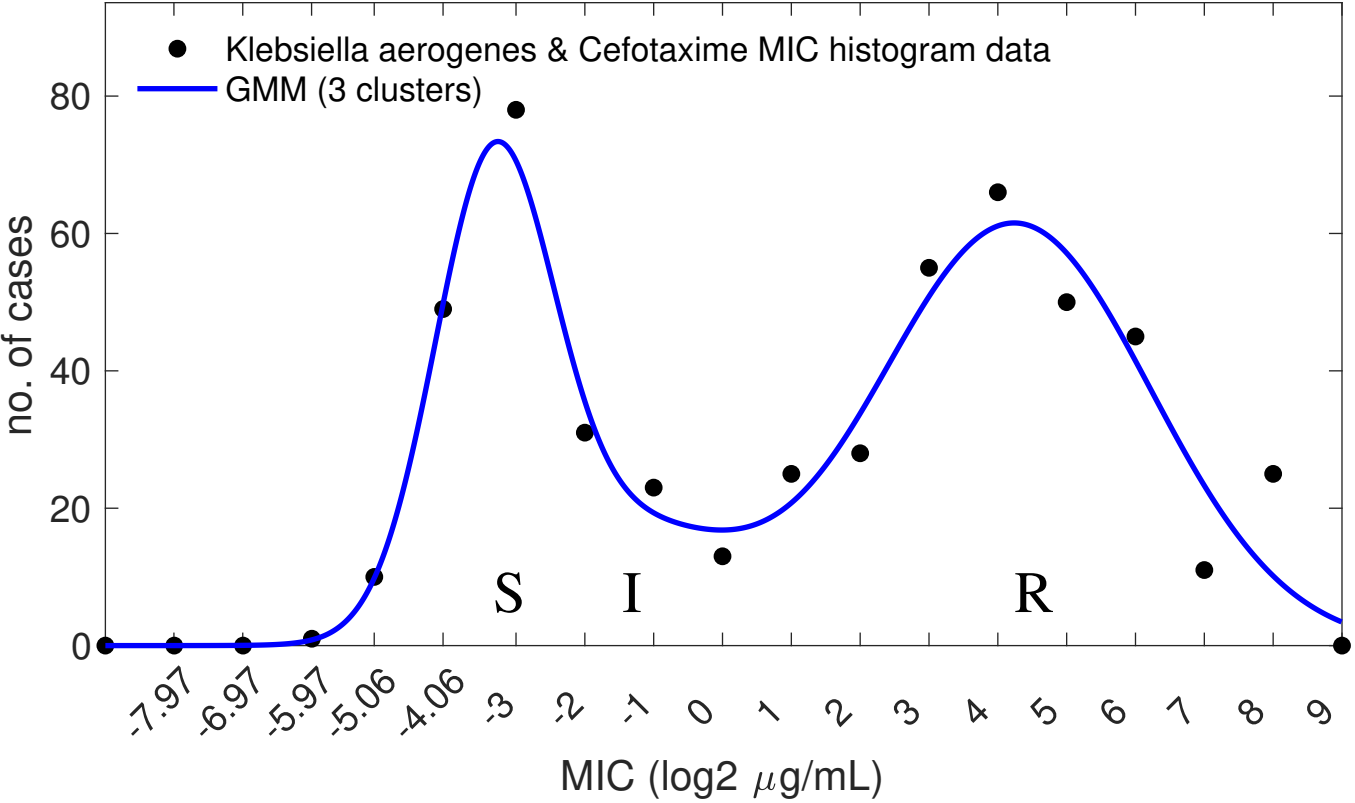 Klebsiella aerogenes & Cefotaxime MIC histogram data
GMM (3 clusters)
80
60
40
20
0
no. of cases
S I R
-7.97 -6.97 -5.97 -5.06 -4.06 -3 -2 -1 0 1 2 3 4 5 6 7 8 9
MIC (log2 μg/mL)